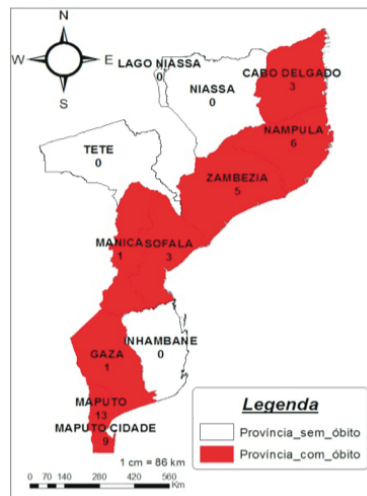 N
W E
S
LAGO NIASSA
0
NIASSA
0
CABO DELGADO
3
NAMPULA
6
TETE
0
ZAMBEZIA
5
MANICA
1
SOFALA
3
INHAMBANE
0
GAZA
1
MAPUTO
13
MAPUTO CIDADE
9
Legenda
Província_sem_óbito
Província_com_óbito
1 cm = 86 km
0 70 140 280 420 560
Km